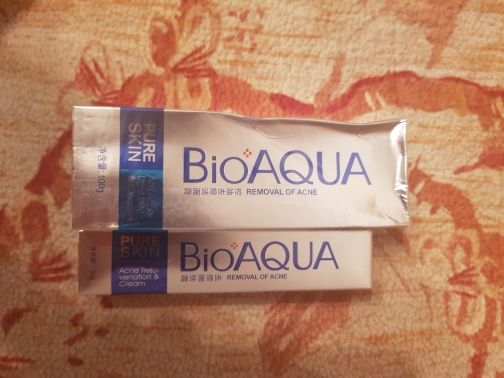 PURE
SKIN
净含量:100g
BioAQUA
REMOVAL OF ACNE
PURE
SKIN
Acne Reju-
venation &
Cream
BioAQUA
REMOVAL OF ACNE